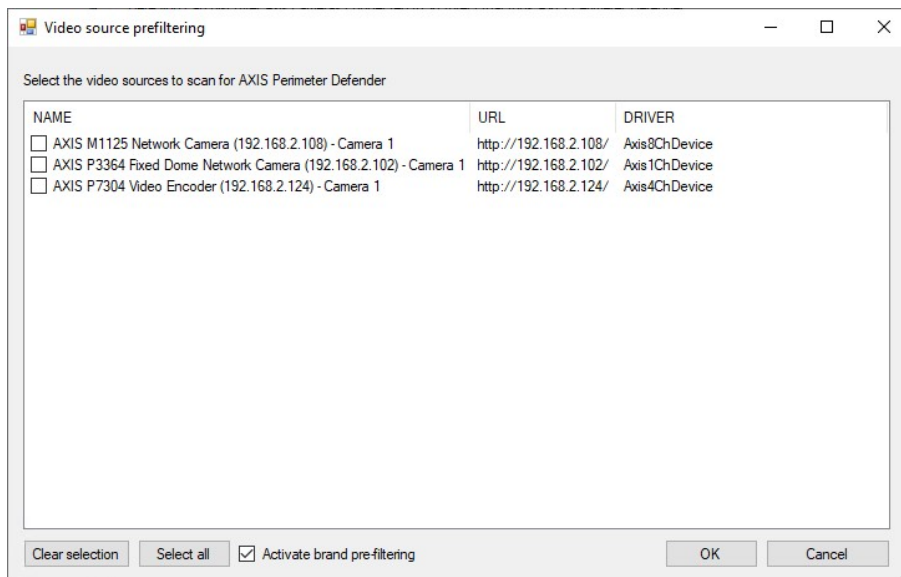 Video source prefiltering
Select the video sources to scan for AXIS Perimeter Defender
NAME URL DRIVER
AXIS M1125 Network Camera (192.168.2.108) - Camera 1 http://192.168.2.108/ Axis8ChDevice
AXIS P3364 Fixed Dome Network Camera (192.168.2.102) - Camera 1 http://192.168.2.102/ Axis1ChDevice
AXIS P7304 Video Encoder (192.168.2.124) - Camera 1 http://192.168.2.124/ Axis4ChDevice
Clear selection Select all Activate brand pre-filtering OK Cancel